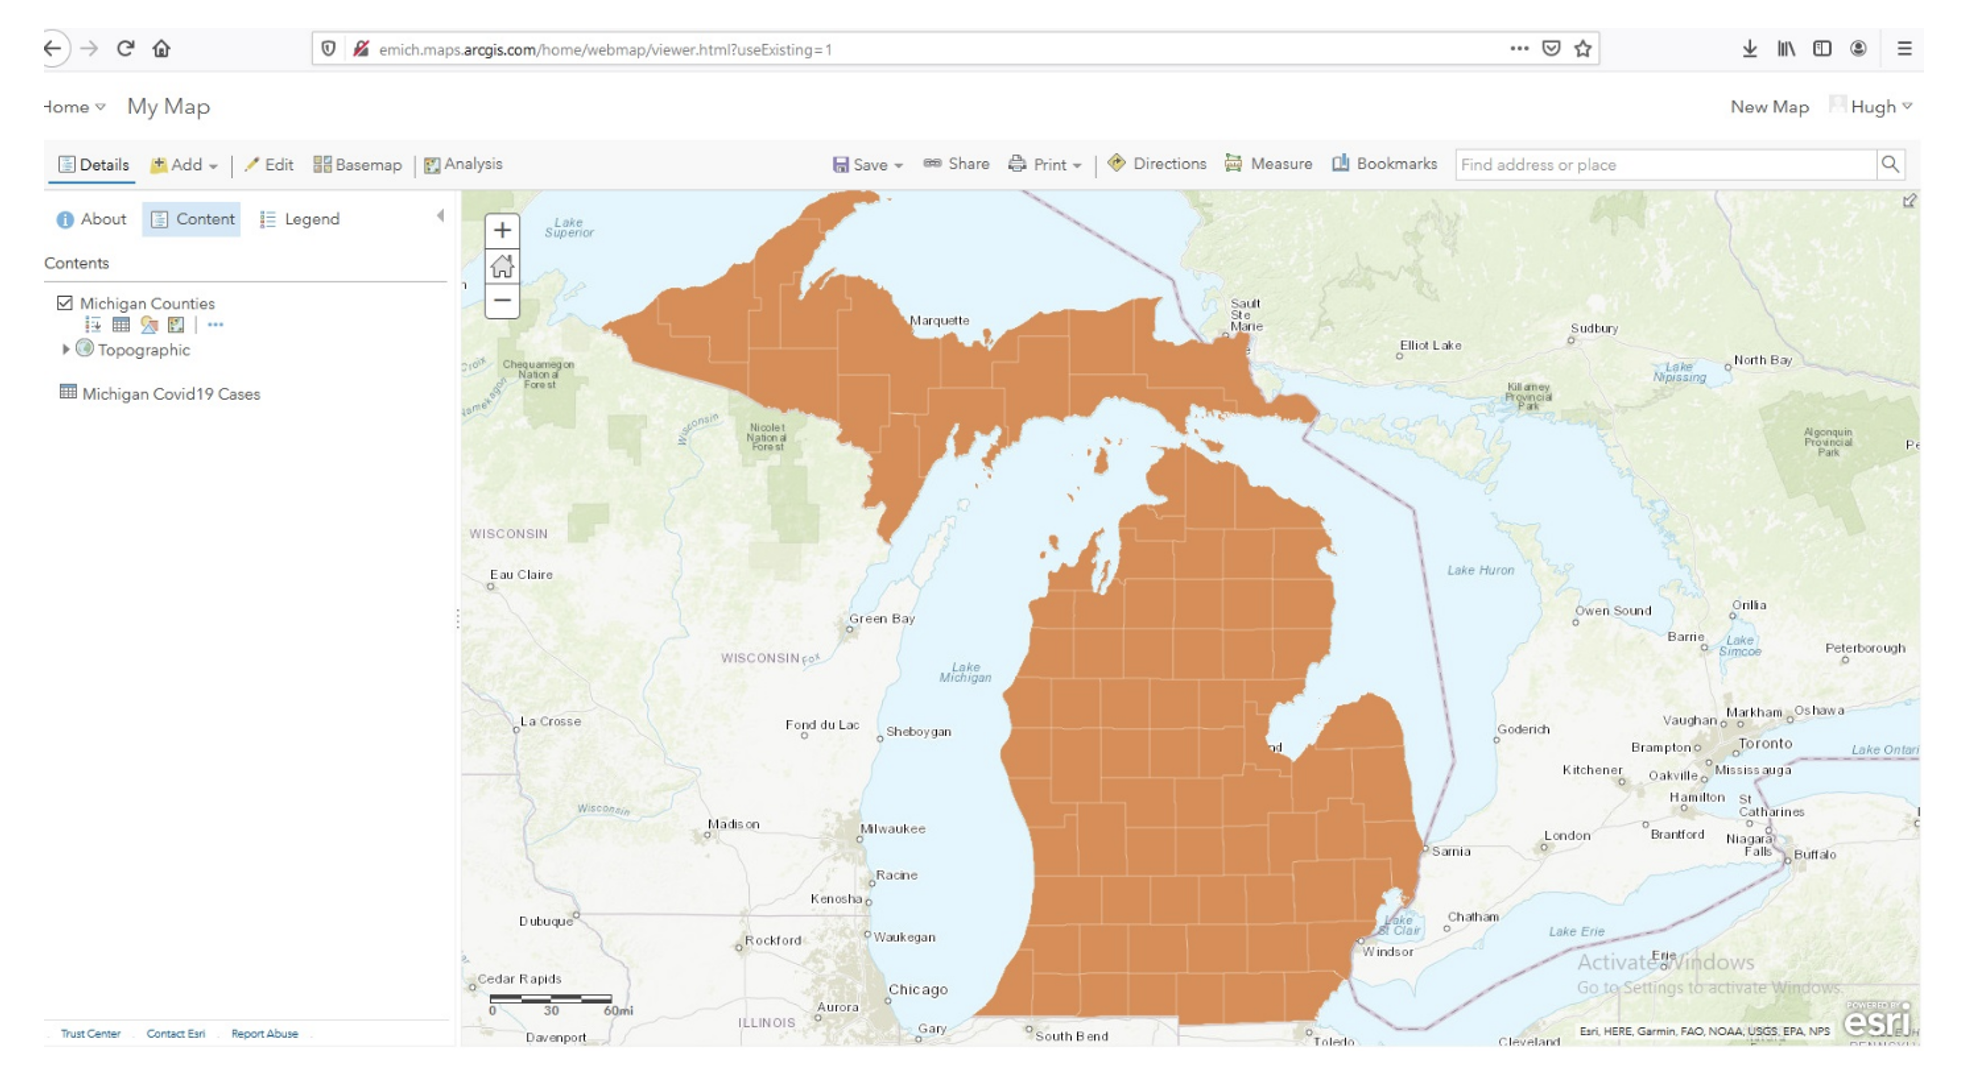 emich.maps.arcgis.com/home/webmap/viewer.html?useExisting=1
Home My Map
New Map Hugh
Details Add Edit Basemap Analysis
Save Share Print Directions Measure Bookmarks Find address or place
About Content Legend
Contents
Michigan Counties
Topographic
Michigan Covid19 Cases
Trust Center Contact Esri Report Abuse
+
−
Lake
Superior
Marquette
Sault
Ste
Marie
Elliot Lake
Sudbury
North Bay
Lake
Nipissing
Killarney
Provincial
Park
Algonquin
Provincial
Park
Chequamegon
National
Forest
Nicolet
National
Forest
Wisconsin
WISCONSIN
Eau Claire
Green Bay
WISCONSIN
Fox
Lake
Michigan
Lake Huron
Owen Sound
Orillia
Barrie
Lake
Simcoe
Peterborough
La Crosse
Fond du Lac
Sheboygan
Goderich
Vaughan
Markham
Oshawa
Brampton
Toronto
Lake Ontari
Kitchener
Oakville
Mississauga
Hamilton
St
Catharines
Wisconsin
Madison
Milwaukee
Sarnia
London
Brantford
Niagara
Falls
Buffalo
Racine
Kenosha
Dubuque
Rockford
Waukegan
Lake
St Clair
Chatham
Windsor
Lake Erie
Erie
Activate Windows
Go to Settings to activate Windows.
Cedar Rapids
0 30 60mi
Chicago
Aurora
ILLINOIS
Davenport
Gary
South Bend
Toledo
Cleveland
Esri, HERE, Garmin, FAO, NOAA, USGS, EPA, NPS
POWERED BY
esri